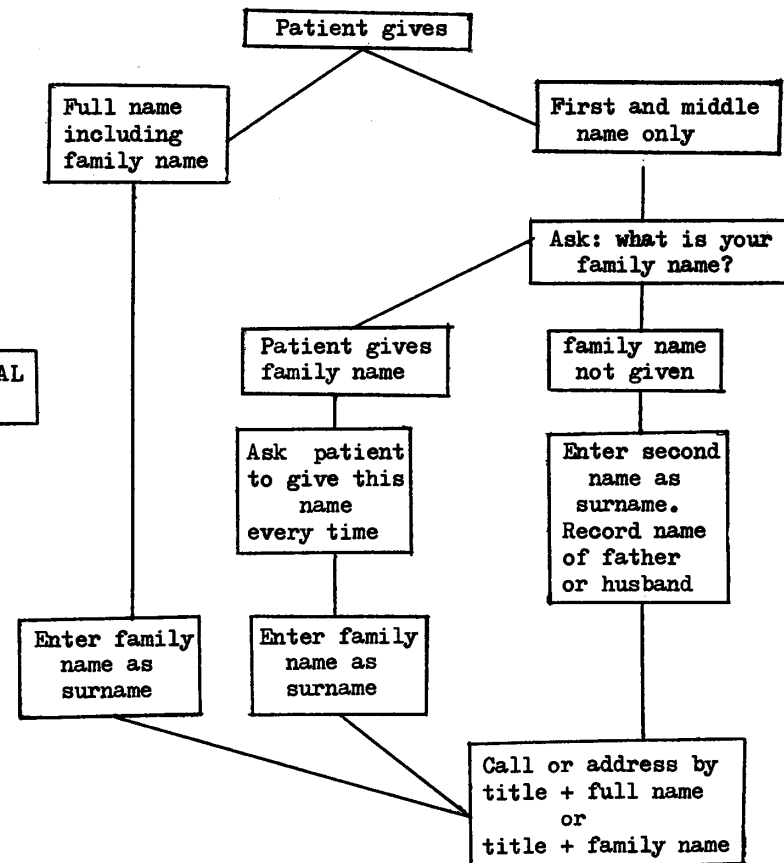 Patient gives
Full name
including
family name
First and middle
name only
Ask: what is your
family name?
AL
Patient gives
family name
family name
not given
Ask patient
to give this
name
every time
Enter second
name as
surname.
Record name
of father
or husband
Enter family
name as
surname
Enter family
name as
surname
Call or address by
title + full name
or
title + family name